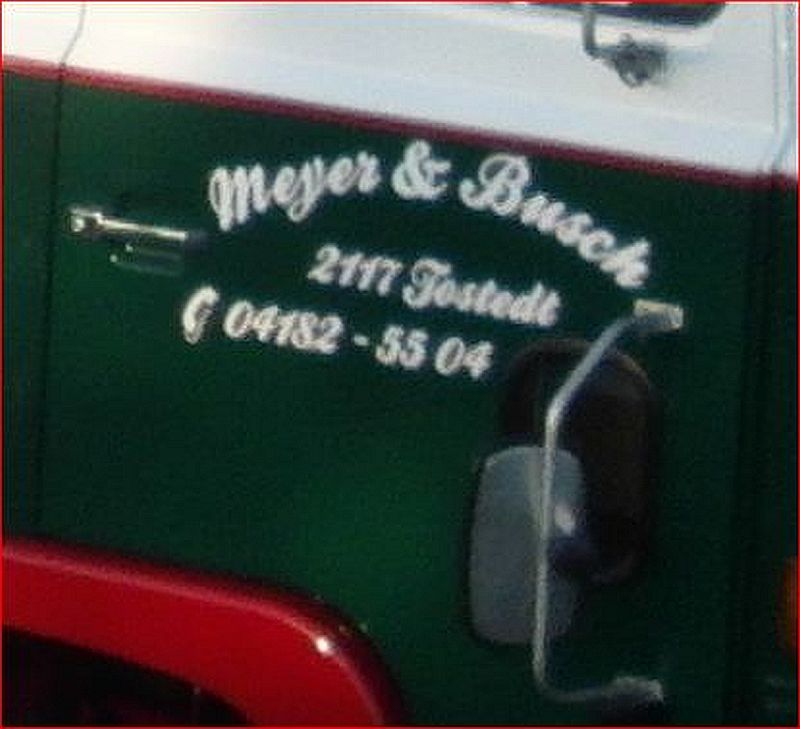 Meyer & Busch
2117 Tostedt
04182 - 55 04